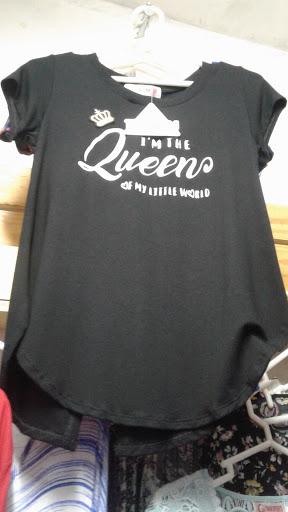 I'M THE
Queen
OF MY LITTLE WORLD